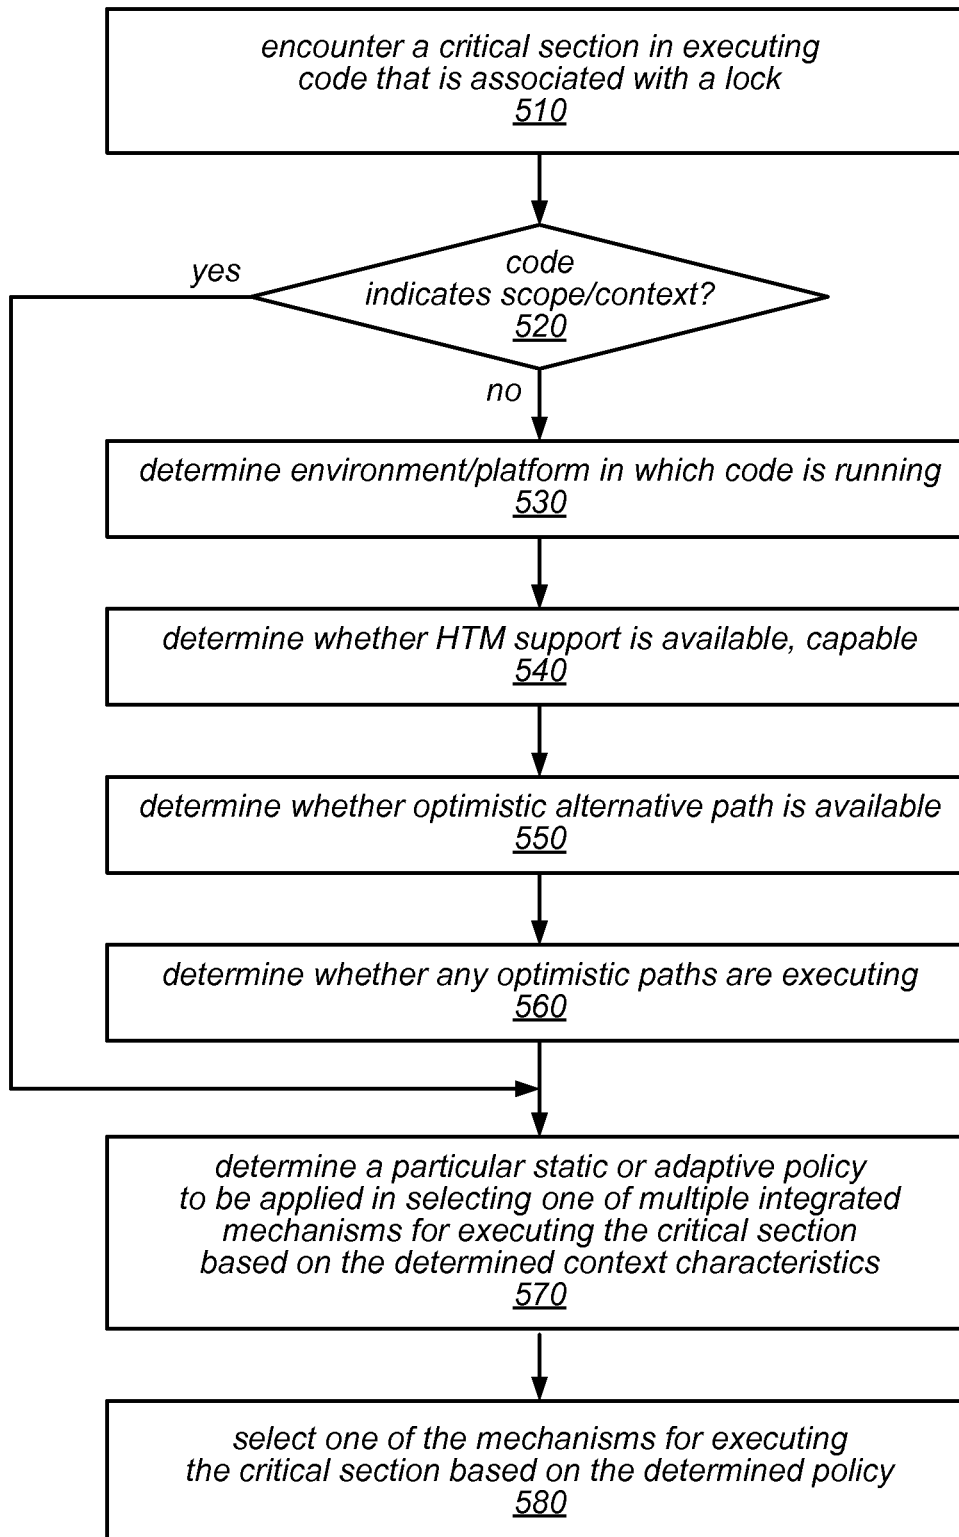 encounter a critical section in executing
code that is associated with a lock
510
code
yes
indicates scope/context?
520
no
determine environment/platform in which code is running
530
determine whether HTM support is available, capable
540
determine whether optimistic alternative path is available
550
determine whether any optimistic paths are executing
560
determine a particular static or adaptive policy
to be applied in selecting one of multiple integrated
mechanisms for executing the critical section
based on the determined context characteristics
570
select one of the mechanisms for executing
the critical section based on the determined policy
580